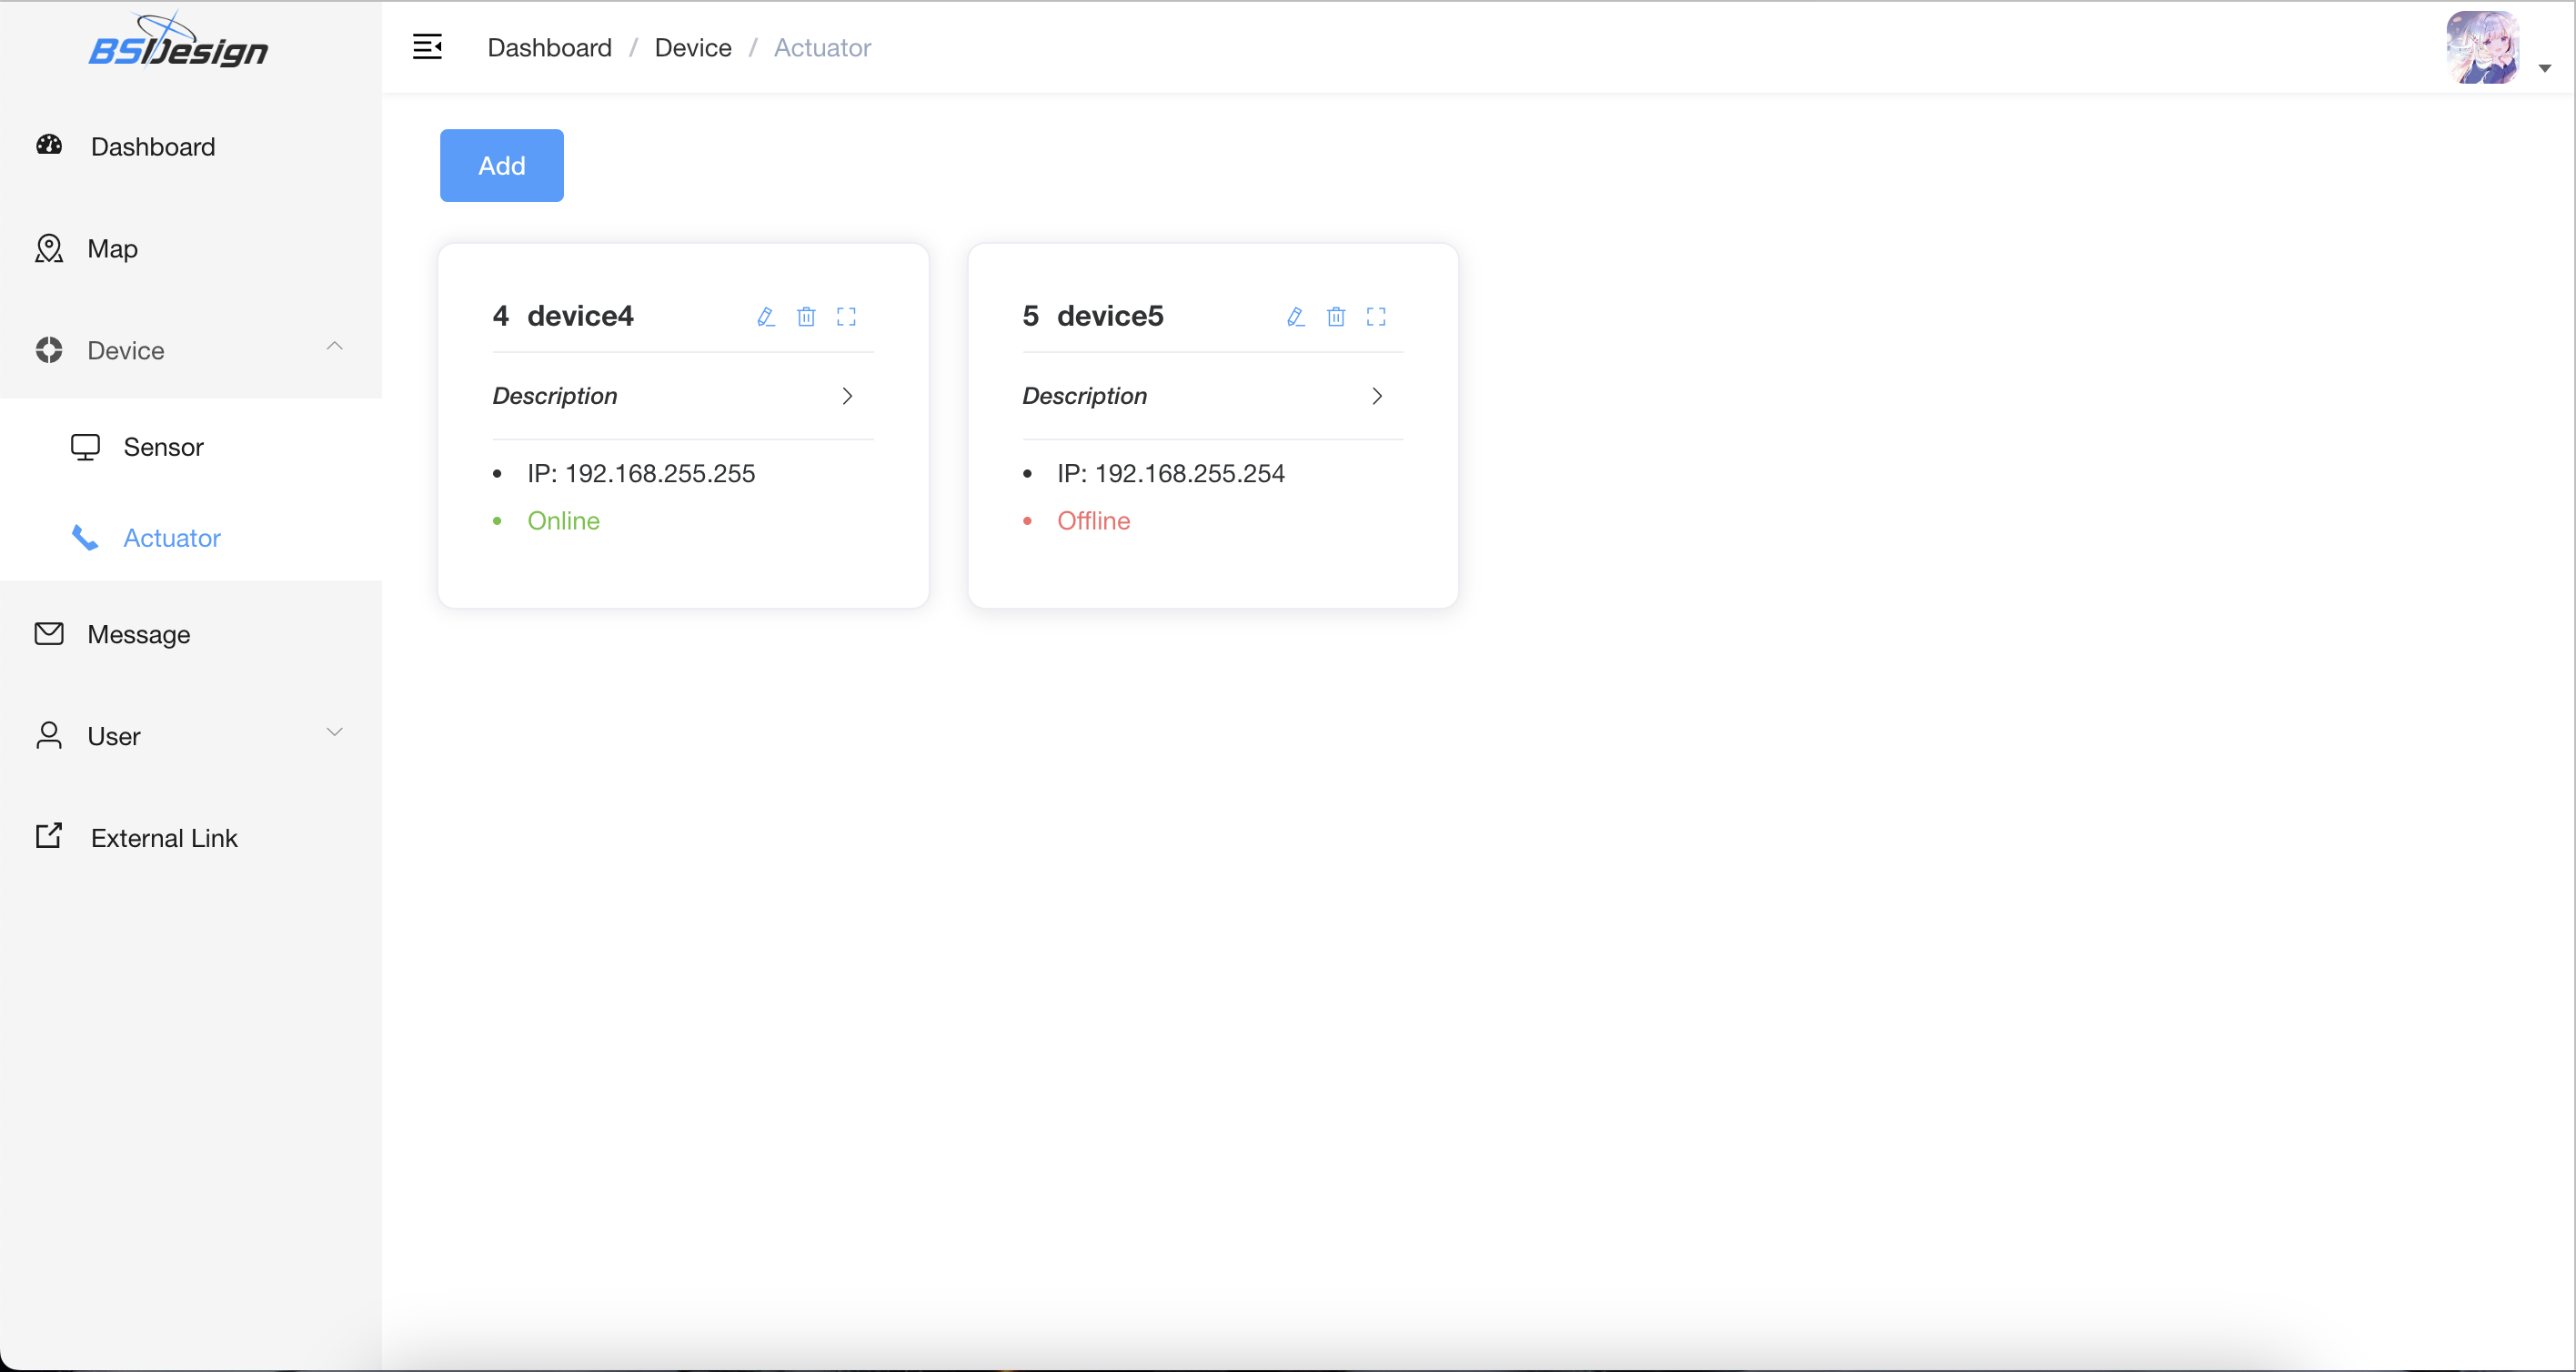 BSIDesign
Dashboard / Device / Actuator
Dashboard
Map
Device
Sensor
Actuator
Message
User
External Link
Add
4 device4
Description
• IP: 192.168.255.255
• Online
5 device5
Description
• IP: 192.168.255.254
• Offline